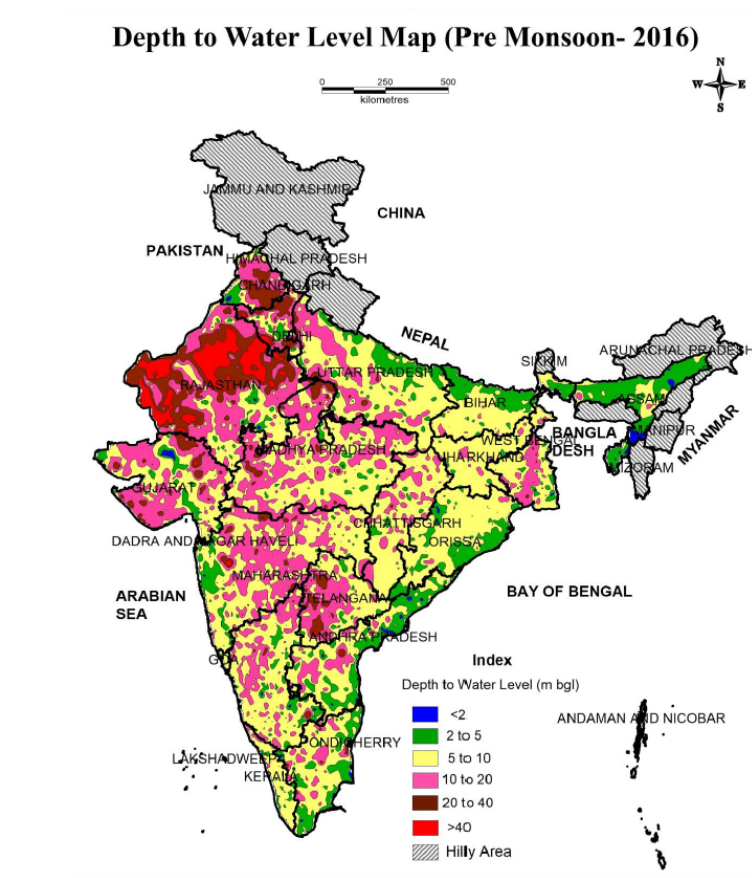 Depth to Water Level Map (Pre Monsoon- 2016)
0 250 500
kilometres
N
W E
S
JAMMU AND KASHMIR
CHINA
PAKISTAN
HIMACHAL PRADESH
CHANDIGARH
DELHI
NEPAL
SIKKIM
ARUNACHAL PRADESH
UTTAR PRADESH
RAJASTHAN
BIHAR
ASSAM
MANIPUR
BANGLA
DESH
MYANMAR
WEST BENGAL
MADHYA PRADESH
JHARKHAND
MIZORAM
GUJARAT
CHHATTISGARH
DADRA AND NAGAR HAVELI
ORISSA
MAHARASHTRA
ARABIAN
SEA
TELANGANA
BAY OF BENGAL
ANDHRA PRADESH
GOA
Index
Depth to Water Level (m bgl)
<2
2 to 5
5 to 10
10 to 20
20 to 40
>40
Hilly Area
ANDAMAN AND NICOBAR
PONDICHERRY
LAKSHADWEEP
KERALA